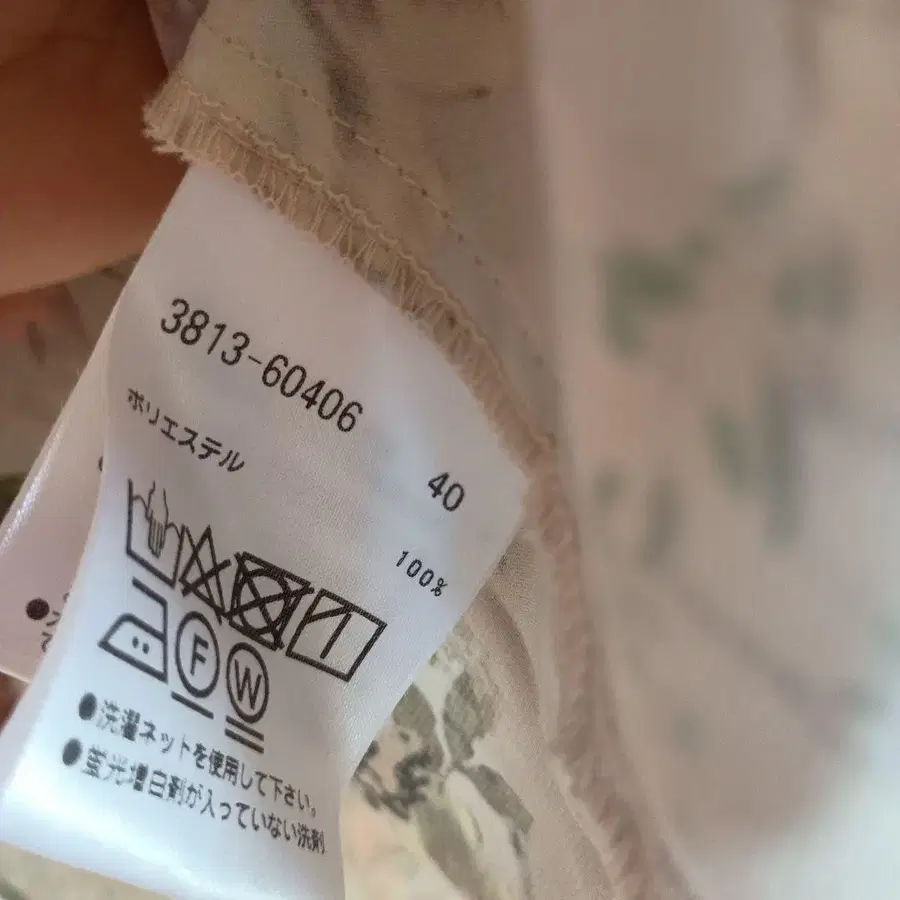 3813-60406
40
ポリエステル
100%
F W
●洗濯ネットを使用して下さい。
●蛍光増白剤が入っていない洗剤